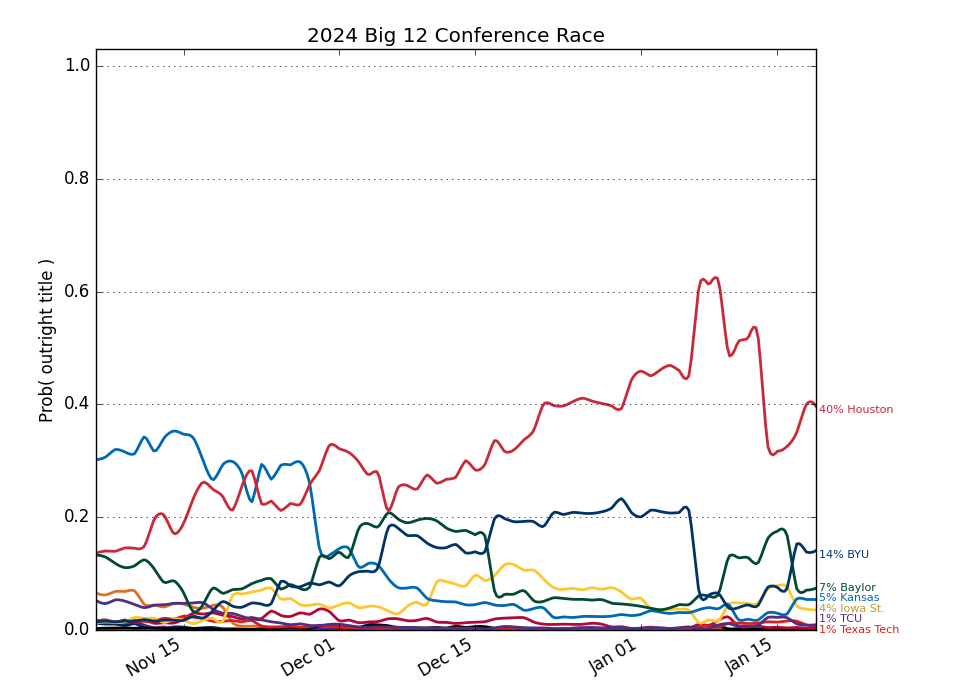 2024 Big 12 Conference Race
Prob( outright title )
1.0
0.8
0.6
0.4
0.2
0.0
Nov 15
Dec 01
Dec 15
Jan 01
Jan 15
40% Houston
14% BYU
7% Baylor
5% Kansas
4% Iowa St.
1% TCU
1% Texas Tech